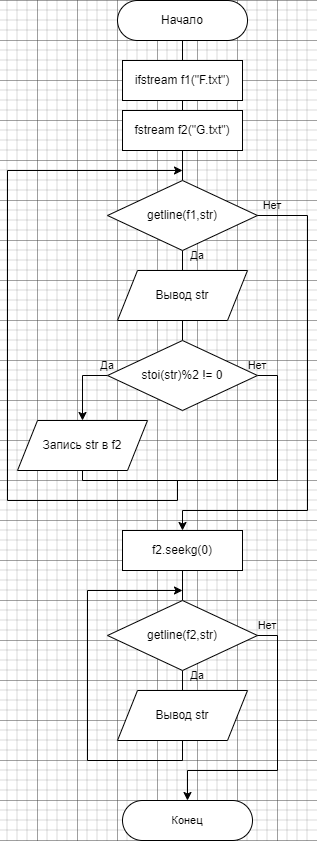 Начало
ifstream f1("F.txt")
fstream f2("G.txt")
getline(f1,str)
Нет
Да
Вывод str
Да
stoi(str)%2 != 0
Нет
Запись str в f2
f2.seekg(0)
getline(f2,str)
Нет
Да
Вывод str
Конец